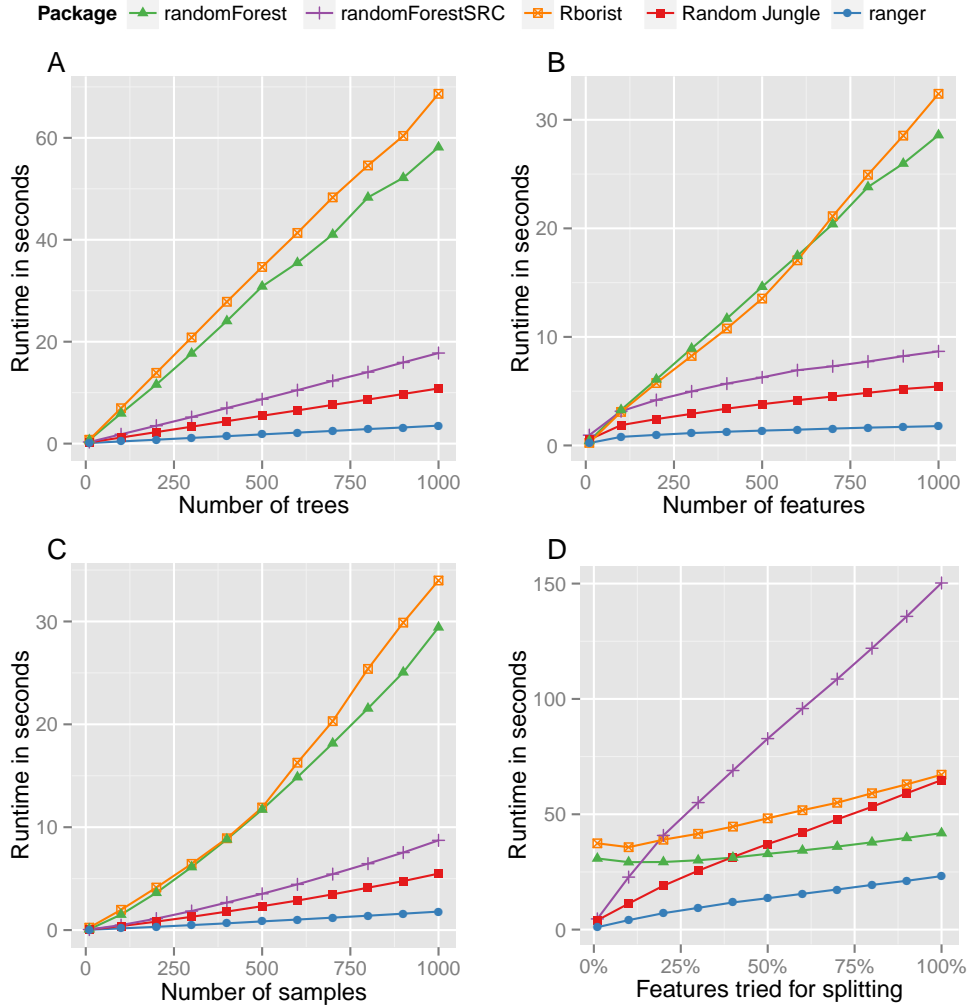 Package randomForest randomForestSRC Rborist Random Jungle ranger
A
Runtime in seconds
60
40
20
0
0 250 500 750 1000
Number of trees
B
Runtime in seconds
30
20
10
0
0 250 500 750 1000
Number of features
C
Runtime in seconds
30
20
10
0
0 250 500 750 1000
Number of samples
D
Runtime in seconds
150
100
50
0
0% 25% 50% 75% 100%
Features tried for splitting